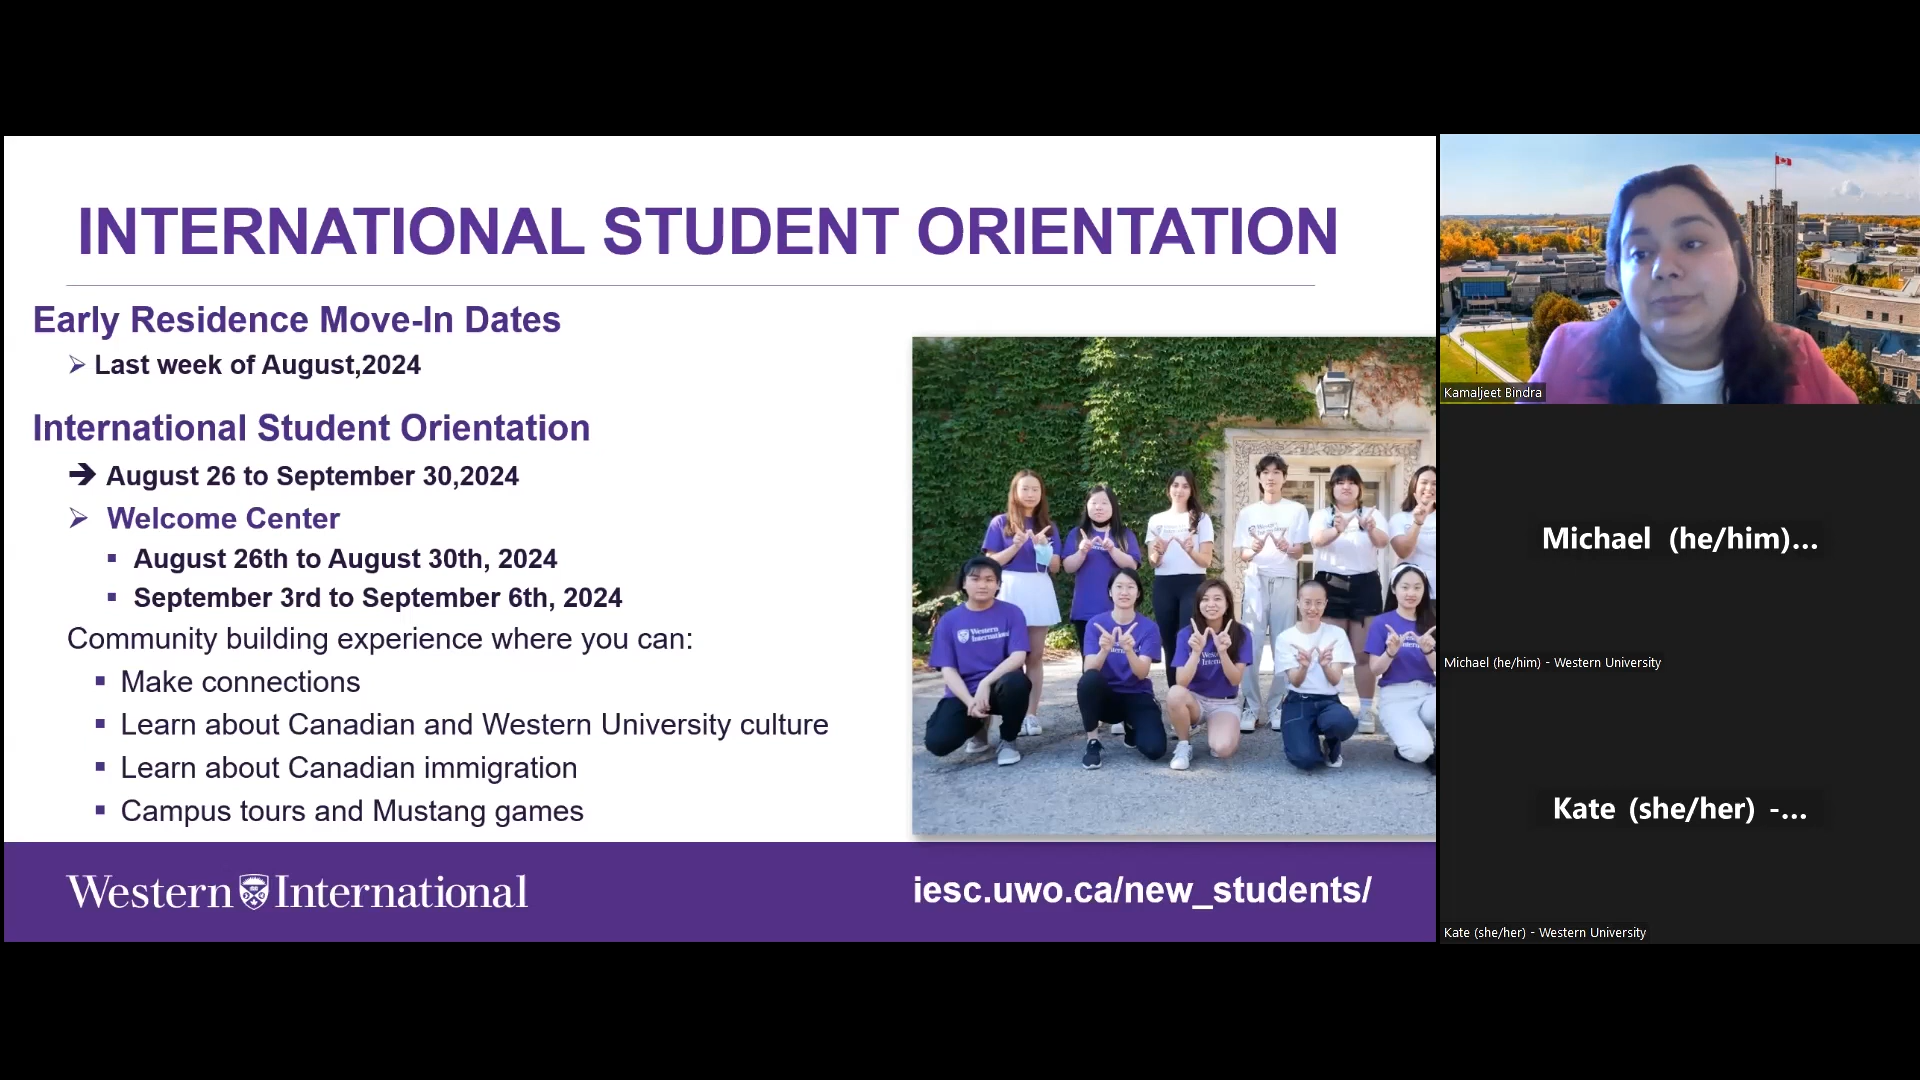 INTERNATIONAL STUDENT ORIENTATION
Early Residence Move-In Dates
Last week of August,2024
International Student Orientation
August 26 to September 30,2024
Welcome Center
August 26th to August 30th, 2024
September 3rd to September 6th, 2024
Community building experience where you can:
Make connections
Learn about Canadian and Western University culture
Learn about Canadian immigration
Campus tours and Mustang games
Western International
iesc.uwo.ca/new_students/
Kamaljeet Bindra
Michael (he/him)...
Michael (he/him) - Western University
Kate (she/her) -...
Kate (she/her) - Western University